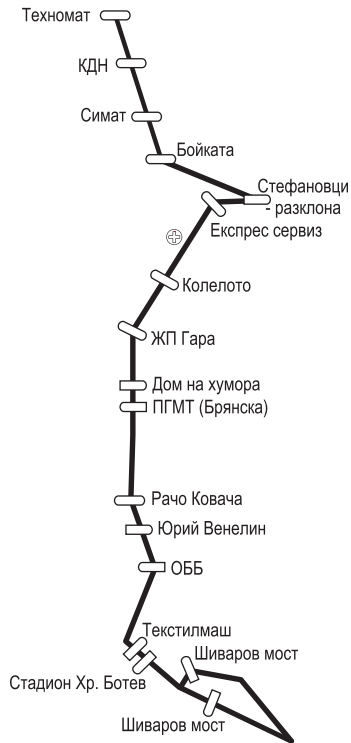 Техномат
КДН
Симат
Бойката
Стефановци
- разклона
Експрес сервиз
Колелото
ЖП Гара
Дом на хумора
ПГМТ (Брянска)
Рачо Ковача
Юрий Венелин
ОББ
Текстилмаш
Шиваров мост
Стадион Хр. Ботев
Шиваров мост